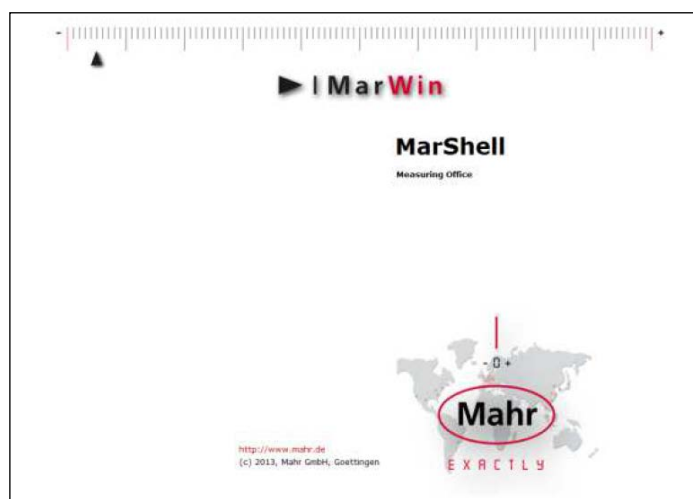 - +
MarWin
MarShell
Measuring Office
- 0 +
Mahr
EXACTLY
http://www.mahr.de
(c) 2013, Mahr GmbH, Goettingen